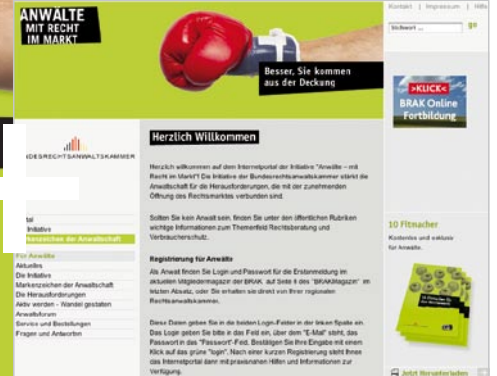 ANWÄLTE
MIT RECHT
IM MARKT
Kontakt | Impressum | Hilfe
Stichwort ...
go
Besser, Sie kommen
aus der Deckung
>KLICK<
BRAK Online
Fortbildung
DESRECHTSANWALTSKAMMER
Herzlich Willkommen
Herzlich willkommen auf dem Internetportal der Initiative "Anwälte – mit
Recht im Markt"! Die Initiative der Bundesrechtsanwaltskammer stärkt die
Anwaltschaft für die Herausforderungen, die mit der zunehmenden
Öffnung des Rechtsmarktes verbunden sind.
Sollten Sie kein Anwalt sein, finden Sie unter den öffentlichen Rubriken
wichtige Informationen zum Themenfeld Rechtsberatung und
Verbraucherschutz.
Registrierung für Anwälte
Als Anwalt finden Sie Login und Passwort für die Erstanmeldung im
aktuellen Mitgliedermagazin der BRAK auf Seite 8 des "BRAKMagazin" im
letzten Absatz, oder Sie erhalten sie direkt von Ihrer regionalen
Rechtsanwaltskammer.
Diese Daten geben Sie in die beiden Login-Felder in der linken Spalte ein.
Das Login geben Sie bitte in das Feld ein, über dem "E-Mail" steht, das
Passwort in das "Passwort"-Feld. Bestätigen Sie Ihre Eingabe mit einem
Klick auf das grüne "login". Nach einer kurzen Registrierung steht Ihnen
das Internetportal dann mit praxisnahen Hilfen und Informationen zur
Verfügung.
tal
Initiative
rkenzeichen der Anwaltschaft
Für Anwälte
Aktuelles
Die Initiative
Markenzeichen der Anwaltschaft
Die Herausforderungen
Aktiv werden - Wandel gestalten
Anwaltsforum
Service und Bestellungen
Fragen und Antworten
10 Fitmacher
Kostenlos und exklusiv
für Anwälte.
Jetzt Herunterladen